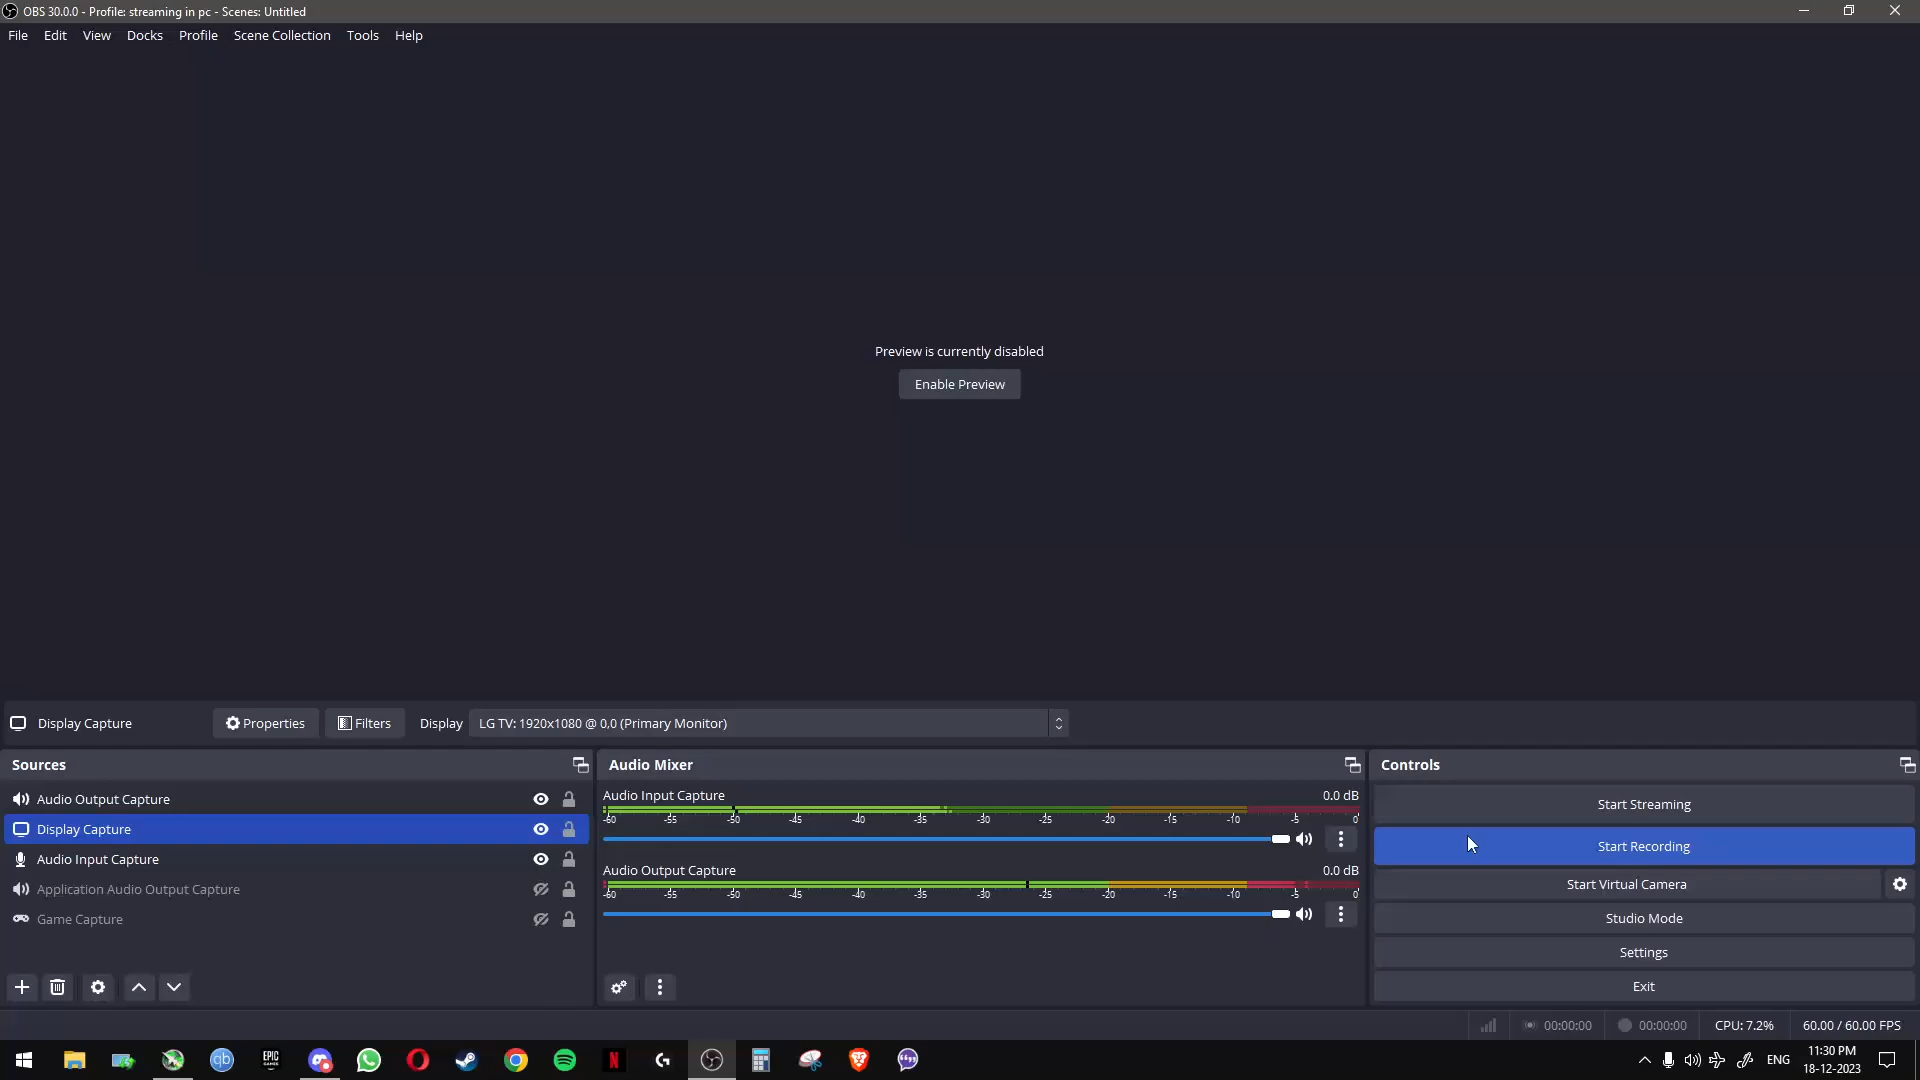 OBS 30.0.0 - Profile: streaming in pc - Scenes: Untitled
File Edit View Docks Profile Scene Collection Tools Help
Preview is currently disabled
Enable Preview
Display Capture Properties Filters Display LG TV: 1920x1080 @ 0,0 (Primary Monitor)
Sources
Audio Output Capture
Display Capture
Audio Input Capture
Application Audio Output Capture
Game Capture
Audio Mixer
Audio Input Capture 0.0 dB
-60 -55 -50 -45 -40 -35 -30 -25 -20 -15 -10 -5 0
Audio Output Capture 0.0 dB
-60 -55 -50 -45 -40 -35 -30 -25 -20 -15 -10 -5 0
Controls
Start Streaming
Start Recording
Start Virtual Camera
Studio Mode
Settings
Exit
00:00:00 00:00:00 CPU: 7.2% 60.00 / 60.00 FPS
qb EPIC GAMES N G
ENG
11:30 PM
18-12-2023